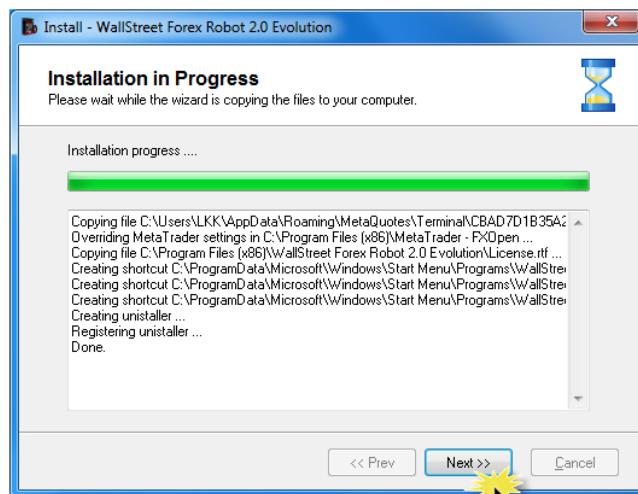 Install - WallStreet Forex Robot 2.0 Evolution
Installation in Progress
Please wait while the wizard is copying the files to your computer.
Installation progress ....
Copying file C:\Users\LKK\AppData\Roaming\MetaQuotes\Terminal\CBAD7D1B35A2
Overriding MetaTrader settings in C:\Program Files (x86)\MetaTrader - FXOpen ...
Copying file C:\Program Files (x86)\WallStreet Forex Robot 2.0 Evolution\License.rtf ...
Creating shortcut C:\ProgramData\Microsoft\Windows\Start Menu\Programs\WallStre
Creating shortcut C:\ProgramData\Microsoft\Windows\Start Menu\Programs\WallStre
Creating shortcut C:\ProgramData\Microsoft\Windows\Start Menu\Programs\WallStre
Creating unistaller ...
Registering unistaller ...
Done.
<< Prev
Next >>
Cancel